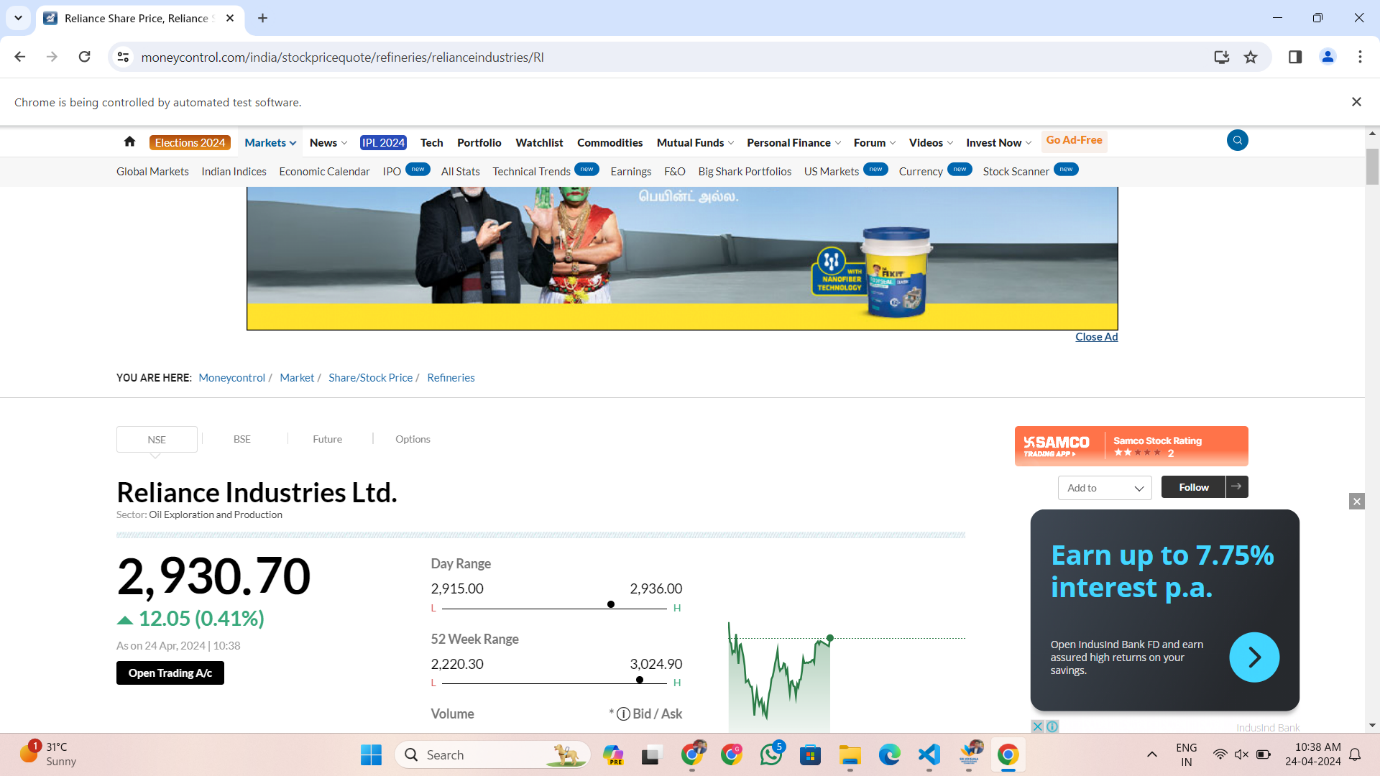 Reliance Share Price, Reliance S
moneycontrol.com/india/stockpricequote/refineries/relianceindustries/RI
Chrome is being controlled by automated test software.
Elections 2024 Markets News IPL 2024 Tech Portfolio Watchlist Commodities Mutual Funds Personal Finance Forum Videos Invest Now Go Ad-Free
Global Markets Indian Indices Economic Calendar IPO new All Stats Technical Trends new Earnings F&O Big Shark Portfolios US Markets new Currency new Stock Scanner new
பெயின்ட் அல்ல.
WITH
NANOFIBER
TECHNOLOGY
FIXIT
Close Ad
YOU ARE HERE: Moneycontrol / Market / Share/Stock Price / Refineries
NSE BSE Future Options
SAMCO
TRADING APP
Samco Stock Rating
2
Add to Follow
Reliance Industries Ltd.
Sector: Oil Exploration and Production
2,930.70
12.05 (0.41%)
As on 24 Apr, 2024 | 10:38
Open Trading A/c
Day Range
2,915.00 2,936.00
L H
52 Week Range
2,220.30 3,024.90
L H
Volume * Bid / Ask
Earn up to 7.75%
interest p.a.
Open IndusInd Bank FD and earn
assured high returns on your
savings.
IndusInd Bank
1
31°C
Sunny
Search
PRE
5
ENG
IN
10:38 AM
24-04-2024